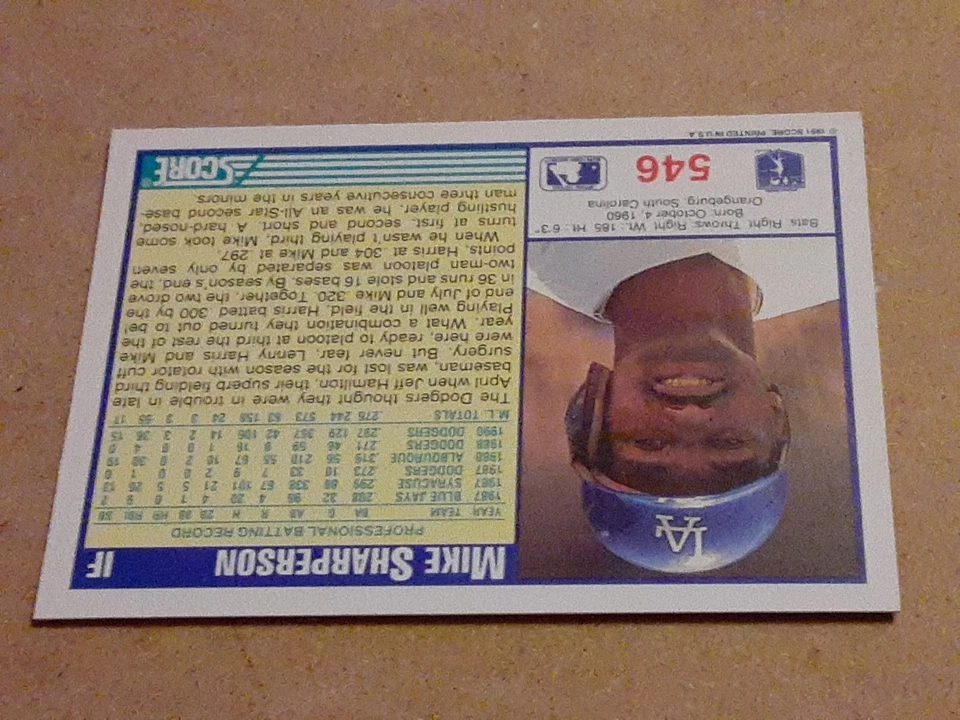 MIKE SHARPERSON IF
PROFESSIONAL BATTING RECORD
YEAR TEAM BA G AB R H 2B 3B HR RBI SB
1987 BLUE JAYS .208 32 96 4 20 4 1 0 9 2
1987 SYRACUSE .299 88 338 67 101 21 5 5 26 13
1987 DODGERS .273 10 33 7 9 2 0 0 1 0
1988 ALBOURQUE .319 56 210 55 67 10 2 0 30 19
1988 DODGERS .271 46 59 8 16 1 0 0 4 0
1990 DODGERS .297 129 357 42 106 14 2 3 36 15
M.L. TOTALS .276 244 573 63 158 24 3 3 55 17
The Dodgers thought they were in trouble in late
April when Jeff Hamilton, their superb fielding third
baseman, was lost for the season with rotator cuff
surgery. But never fear, Lenny Harris and Mike
were here, ready to platoon at third the rest of the
year. What a combination they turned out to be!
Playing well in the field, Harris batted .300 by the
end of July and Mike .320. Together, the two drove
in 36 runs and stole 16 bases. By season's end, the
two-man platoon was separated by only seven
points, Harris at .304 and Mike at .297.
When he wasn't playing third, Mike took some
turns at first, second and short. A hard-nosed,
hustling player, he was an All-Star second base-
man three consecutive years in the minors
SCORE®
LA
Bats: Right Throws: Right Wt.: 185 Ht.: 6'3"
Born: October 4, 1960
Orangeburg, South Carolina
546
© 1991 SCORE, PRINTED IN U.S.A.